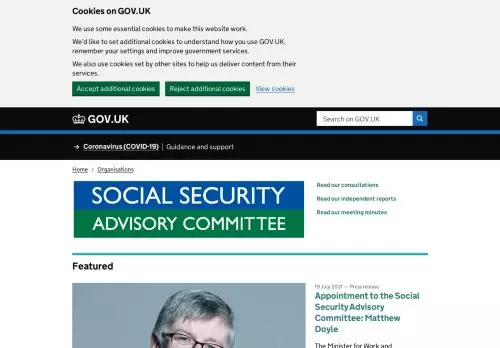 Cookies on GOV.UK
We use some essential cookies to make this website work.
We'd like to set additional cookies to understand how you use GOV.UK,
remember your settings and improve government services.
We also use cookies set by other sites to help us deliver content from their
services.
Accept additional cookies Reject additional cookies View cookies
GOV.UK
Search on GOV.UK
→ Coronavirus (COVID-19) | Guidance and support
Home > Organisations
SOCIAL SECURITY
ADVISORY COMMITTEE
Read our consultations
Read our independent reports
Read our meeting minutes
Featured
19 July 2021 — Press release
Appointment to the Social
Security Advisory
Committee: Matthew
Doyle
The Minister for Work and